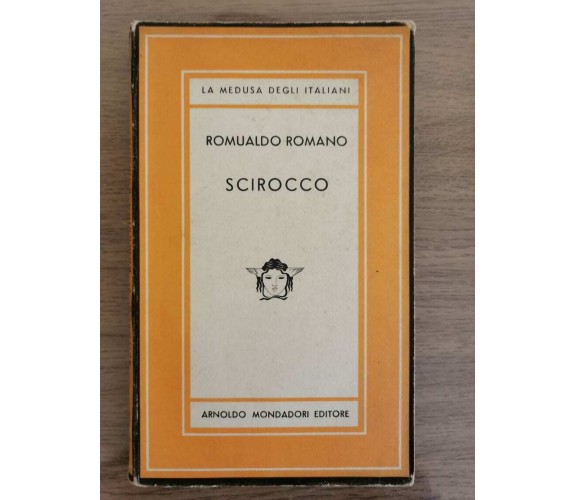 LA MEDUSA DEGLI ITALIANI
ROMUALDO ROMANO
SCIROCCO
ARNOLDO MONDADORI EDITORE